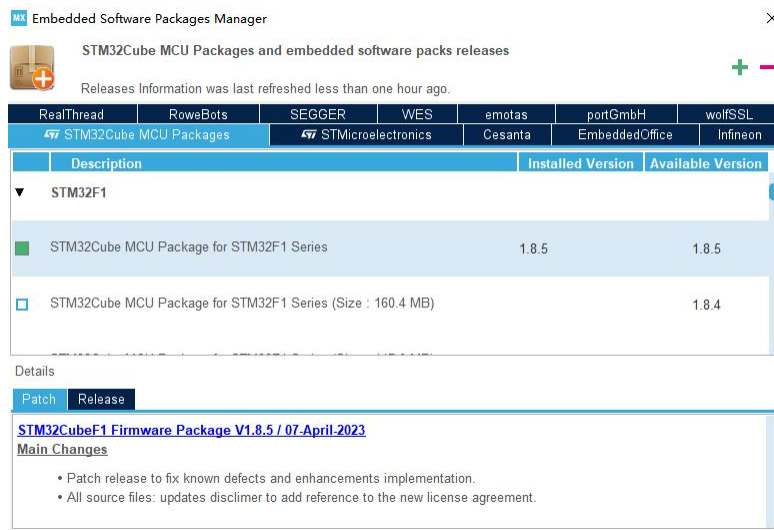 MX Embedded Software Packages Manager
STM32Cube MCU Packages and embedded software packs releases
Releases Information was last refreshed less than one hour ago.
RealThread RoweBots SEGGER WES emotas portGmbH wolfSSL
STM32Cube MCU Packages STMicroelectronics Cesanta EmbeddedOffice Infineon
Description Installed Version Available Version
STM32F1
STM32Cube MCU Package for STM32F1 Series 1.8.5 1.8.5
STM32Cube MCU Package for STM32F1 Series (Size : 160.4 MB) 1.8.4
Details
Patch Release
STM32CubeF1 Firmware Package V1.8.5 / 07-April-2023
Main Changes
• Patch release to fix known defects and enhancements implementation.
• All source files: updates disclimer to add reference to the new license agreement.